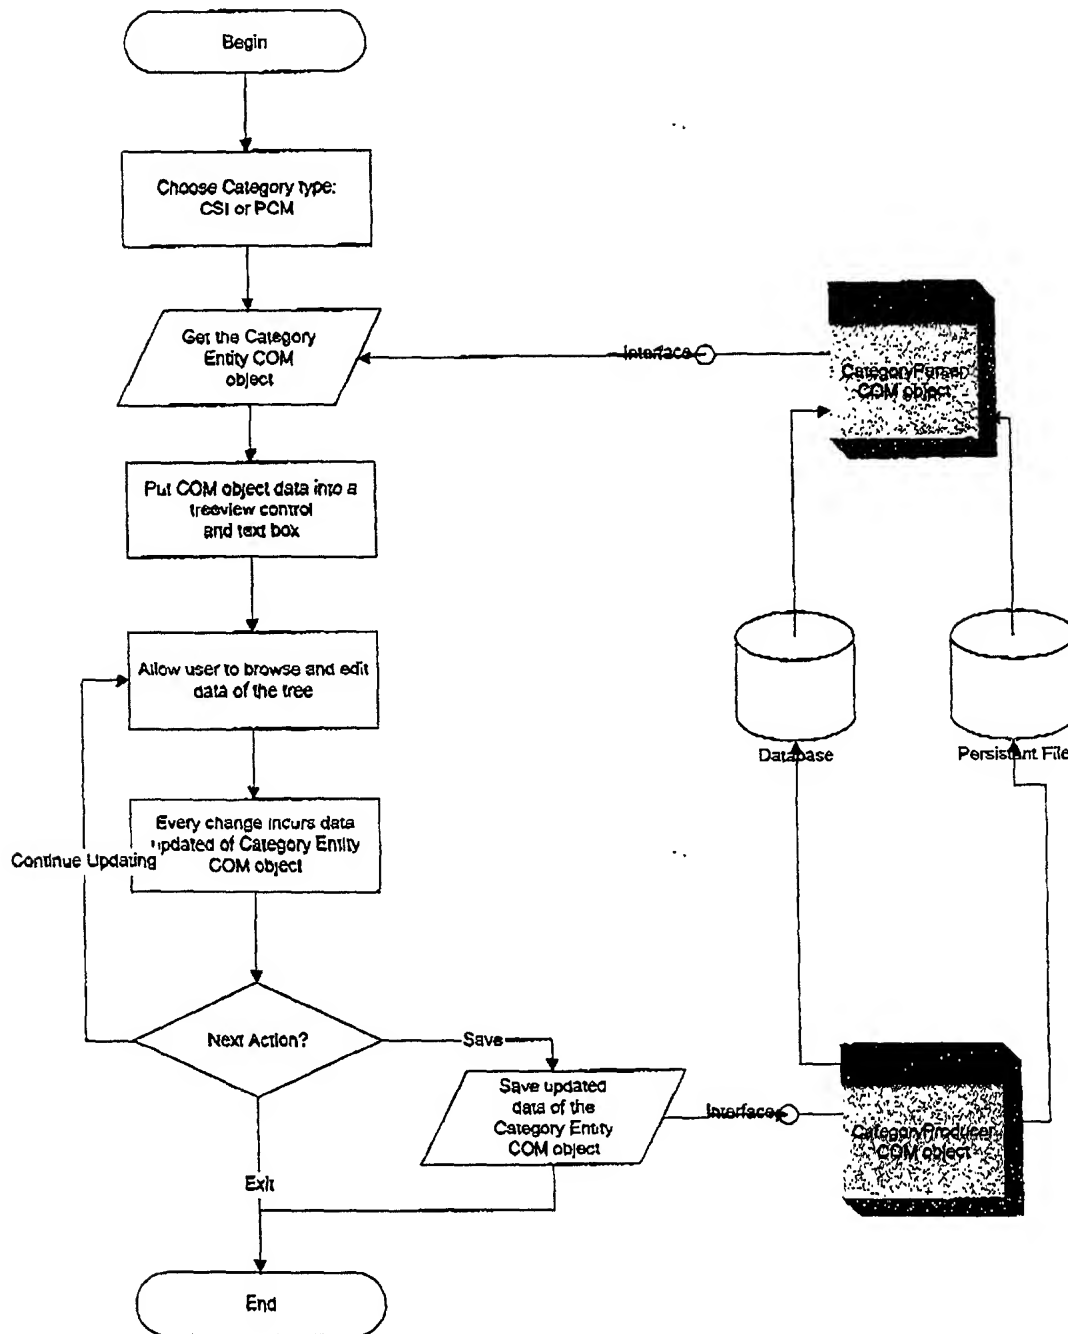 Begin
Choose Category type:
CSI or PCM
Get the Category
Entity COM
object
Interface
CategoryParser
COM object
Put COM object data into a
treeview control
and text box
Allow user to browse and edit
data of the tree
Database
Persistant File
Every change incurs data
updated of Category Entity
COM object
Continue Updating
Next Action?
Save
Save updated
data of the
Category Entity
COM object
Interface
CategoryProducer
COM object
Exit
End